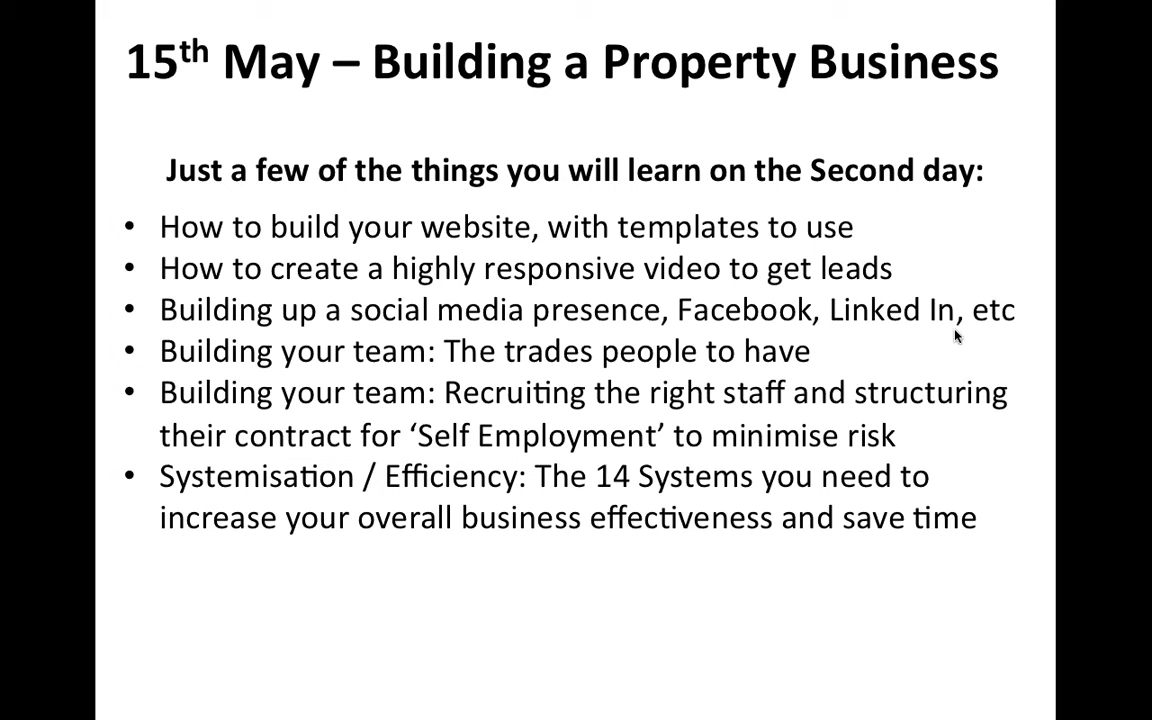 15th May – Building a Property Business
Just a few of the things you will learn on the Second day:
• How to build your website, with templates to use
• How to create a highly responsive video to get leads
• Building up a social media presence, Facebook, Linked In, etc
• Building your team: The trades people to have
• Building your team: Recruiting the right staff and structuring
their contract for ‘Self Employment’ to minimise risk
• Systemisation / Efficiency: The 14 Systems you need to
increase your overall business effectiveness and save time